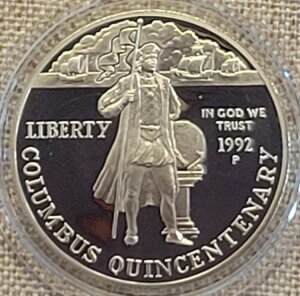 LIBERTY
IN GOD WE
TRUST
1992
P
COLUMBUS QUINCENTENARY